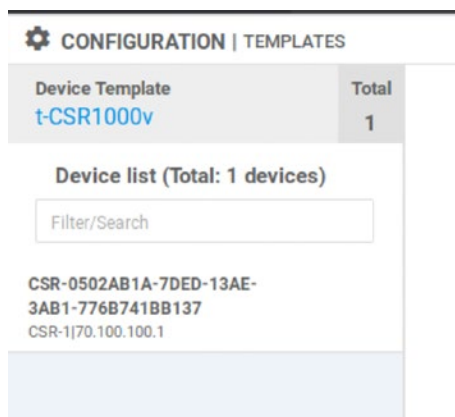 CONFIGURATION | TEMPLATES
Device Template Total
t-CSR1000v 1
Device list (Total: 1 devices)
Filter/Search
CSR-0502AB1A-7DED-13AE-
3AB1-776B741BB137
CSR-1|70.100.100.1